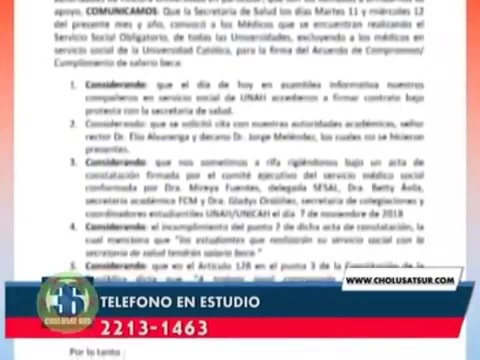 apoyo, COMUNICAMOS. Que la Secretaría de Salud los días Martes 11 y miércoles 12
del presente mes y año, convocó a los Médicos que se encuentran realizando el
Servicio Social Obligatorio, de todas las Universidades, excluyendo a los médicos en
servicio social de la Universidad Católica, para la firma del Acuerdo de Compromiso/
Cumplimiento de salario beca:
1. Considerando: que el día de hoy en asamblea informativa nuestros
compañeros en servicio social de UNAH accedieron a firmar contrato bajo
protesta con la secretaría de salud.
2. Considerando: que se solicitó cita con nuestras autoridades académicas, señor
rector Dr. Elio Alvarenga y decano Dr. Jorge Meléndez, los cuales no se hicieron
presentes.
3. Considerando: que nos sometimos a rifa rigiéndonos bajo un acta de
constatación firmada por el comité ejecutivo del servicio médico social
conformada por Dra. Mireya Fuentes, delegada SESAL, Dra. Betty Ávila,
secretaria académica FCM y Dra. Gladys Ordóñez, secretaria de colegiaciones y
coordinadores estudiantiles UNAH/UNICAH el día 7 de noviembre de 2018
4. Considerando: el incumplimiento del punto 2 de dicha acta de constatación, la
cual menciona que "los estudiantes que realizarán su servicio social con la
secretaría de salud tendrán salario beca."
5. Considerando: que en el Artículo 128 en el punto 3 de la Constitución de la
WWW.CHOLUSATSUR.COM
36
CHOLUSAT SUR
TELEFONO EN ESTUDIO
2213-1463
Por lo tanto :